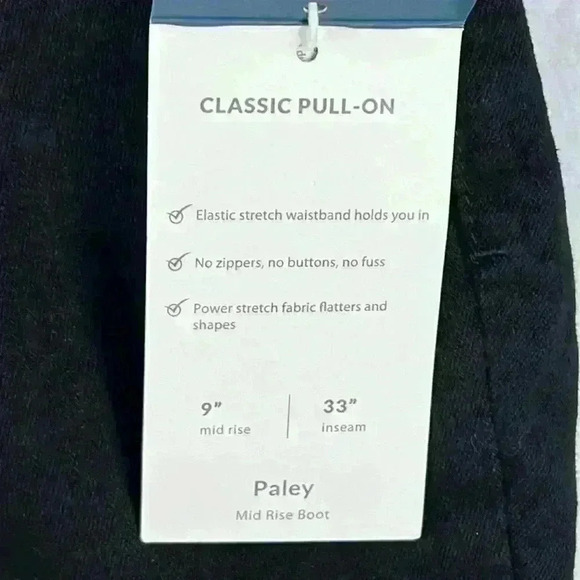 CLASSIC PULL-ON
Elastic stretch waistband holds you in
No zippers, no buttons, no fuss
Power stretch fabric flatters and
shapes
9” 33”
mid rise inseam
Paley
Mid Rise Boot